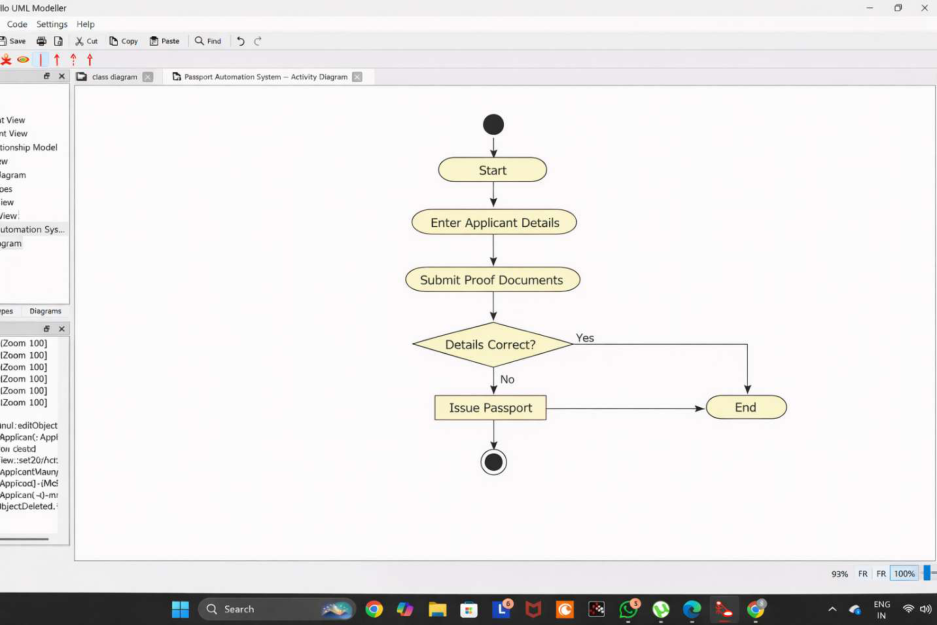 llo UML Modeller
Code Settings Help
Save Cut Copy Paste Find
class diagram Passport Automation System -- Activity Diagram
t View
nt View
tionship Model
ew
iagram
pes
iew
View
utomation Sys...
gram
pes Diagrams
[Zoom 100]
[Zoom 100]
[Zoom 100]
[Zoom 100]
[Zoom 100]
[Zoom 100]
Start
Enter Applicant Details
Submit Proof Documents
Details Correct?
Yes
No
Issue Passport
End
93% FR FR 100%
Search
6
3
ENG
IN